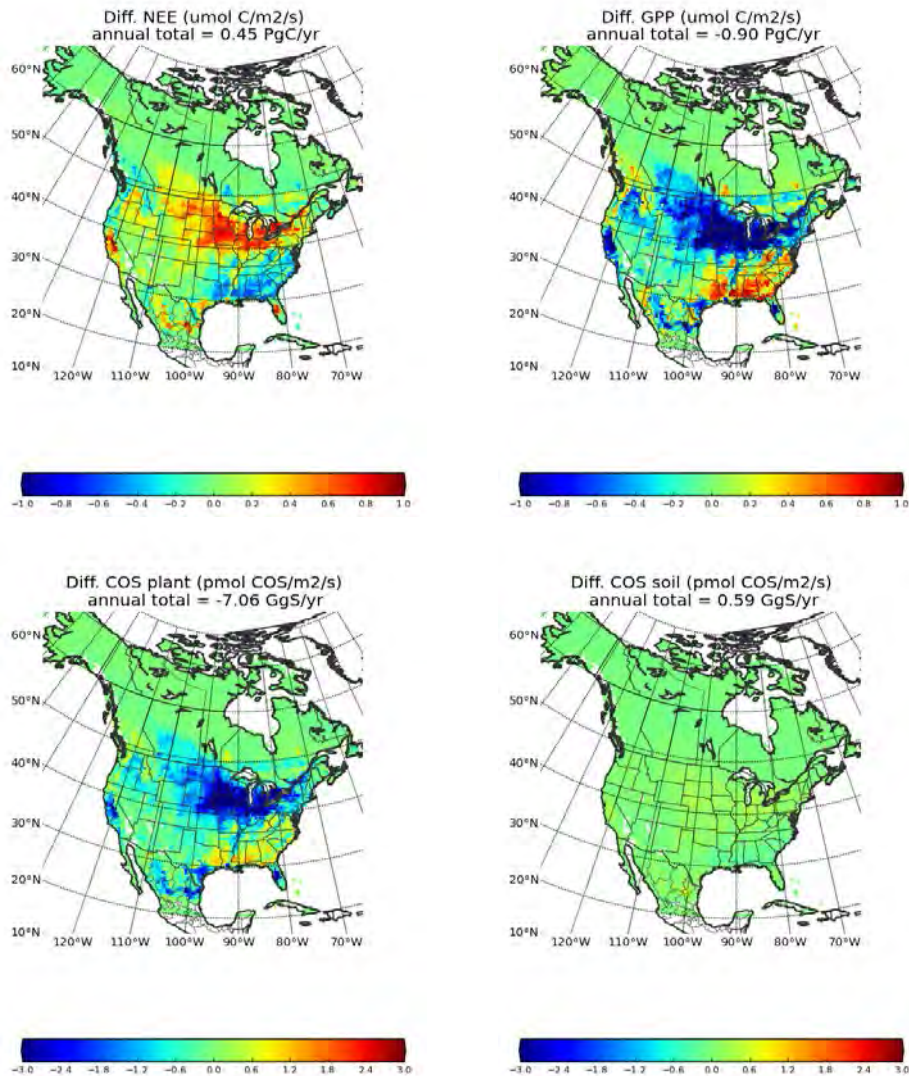 Diff. NEE (umol C/m2/s)
annual total = 0.45 PgC/yr
60°N
50°N
40°N
30°N
20°N
10°N
120°W 110°W 100°W 90°W 80°W 70°W
−1.0 −0.8 −0.6 −0.4 −0.2 0.0 0.2 0.4 0.6 0.8 1.0
Diff. GPP (umol C/m2/s)
annual total = -0.90 PgC/yr
60°N
50°N
40°N
30°N
20°N
10°N
120°W 110°W 100°W 90°W 80°W 70°W
−1.0 −0.8 −0.6 −0.4 −0.2 0.0 0.2 0.4 0.6 0.8 1.0
Diff. COS plant (pmol COS/m2/s)
annual total = -7.06 GgS/yr
60°N
50°N
40°N
30°N
20°N
10°N
120°W 110°W 100°W 90°W 80°W 70°W
−3.0 −2.4 −1.8 −1.2 −0.6 0.0 0.6 1.2 1.8 2.4 3.0
Diff. COS soil (pmol COS/m2/s)
annual total = 0.59 GgS/yr
60°N
50°N
40°N
30°N
20°N
10°N
120°W 110°W 100°W 90°W 80°W 70°W
−3.0 −2.4 −1.8 −1.2 −0.6 0.0 0.6 1.2 1.8 2.4 3.0